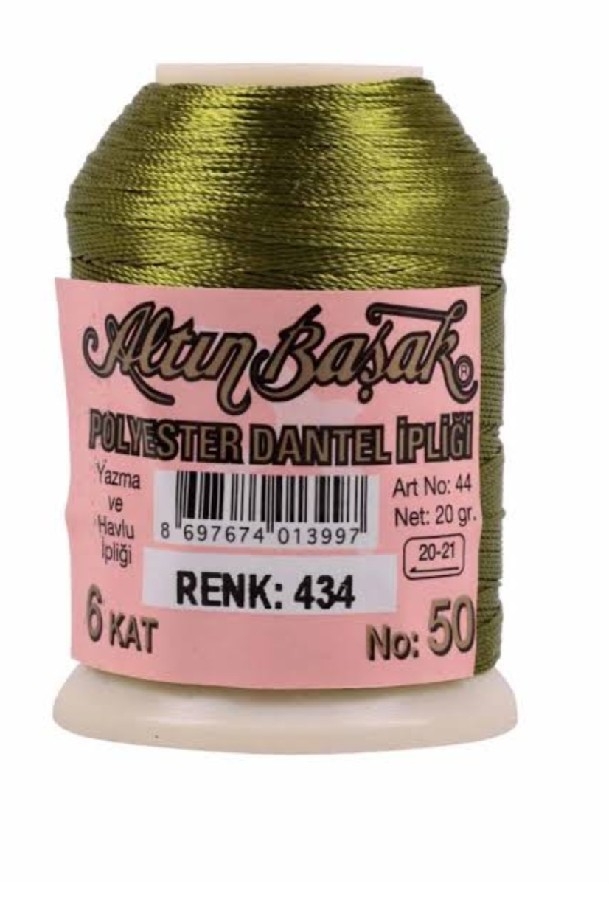 Altın Başak ®
POLYESTER DANTEL İPLİĞİ
Yazma
ve
Havlu
İpliği
8 697674 013997
Art No: 44
Net: 20 gr.
20-21
RENK: 434
6 KAT
No: 50